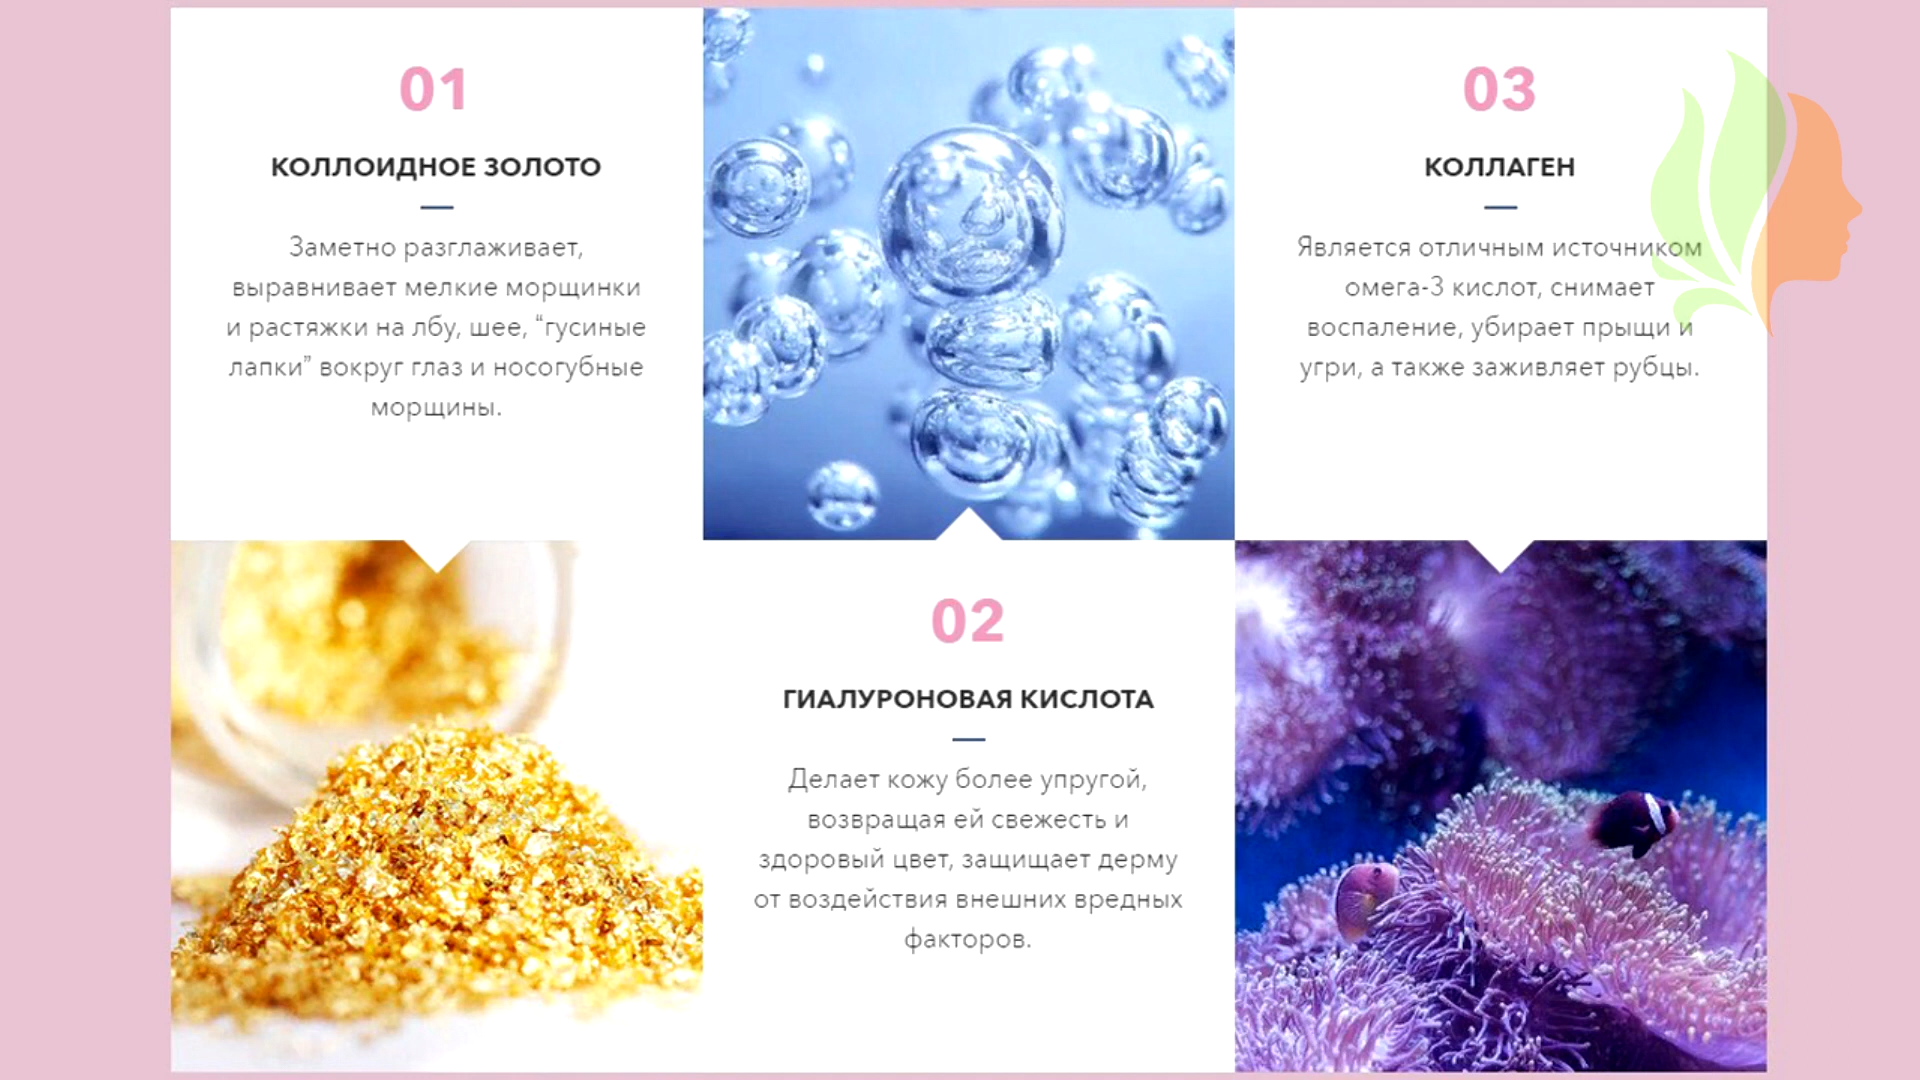 01
КОЛЛОИДНОЕ ЗОЛОТО
Заметно разглаживает,
выравнивает мелкие морщинки
и растяжки на лбу, шее, “гусиные
лапки” вокруг глаз и носогубные
морщины.
02
ГИАЛУРОНОВАЯ КИСЛОТА
Делает кожу более упругой,
возвращая ей свежесть и
здоровый цвет, защищает дерму
от воздействия внешних вредных
факторов.
03
КОЛЛАГЕН
Является отличным источником
омега-3 кислот, снимает
воспаление, убирает прыщи и
угри, а также заживляет рубцы.